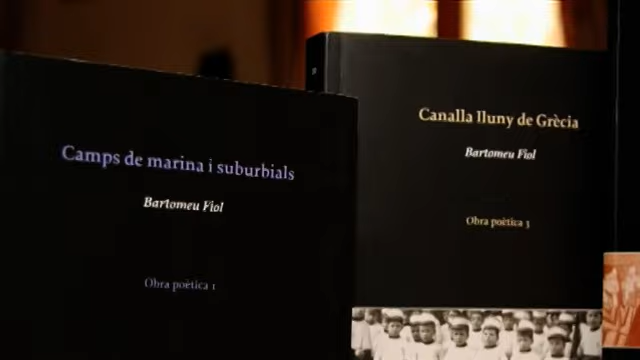 Camps de marina i suburbials
Bartomeu Fiol
Obra poètica 1
Canalla lluny de Grècia
Bartomeu Fiol
Obra poètica 3